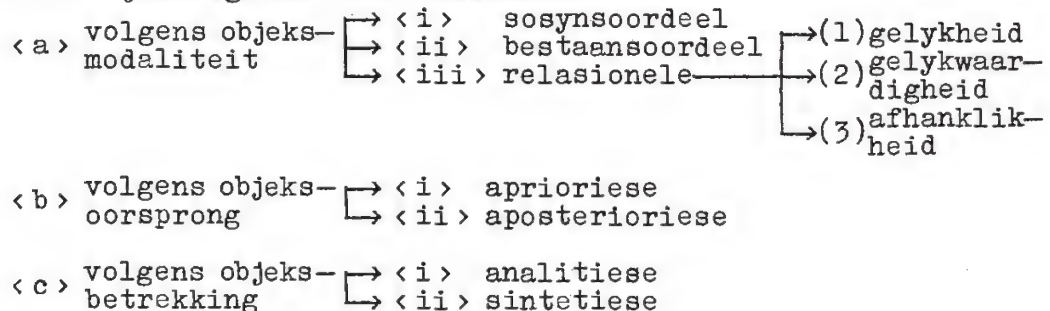 <a> volgens objeks-modaliteit
<i> sosynsoordeel
<ii> bestaansoordeel
<iii> relasionele
(1) gelykheid
(2) gelykwaar-
digheid
(3) afhanklik-
heid
<b> volgens objeks-
oorsprong
<i> aprioriese
<ii> aposterioriese
<c> volgens objeks-
betrekking
<i> analitiese
<ii> sintetiese